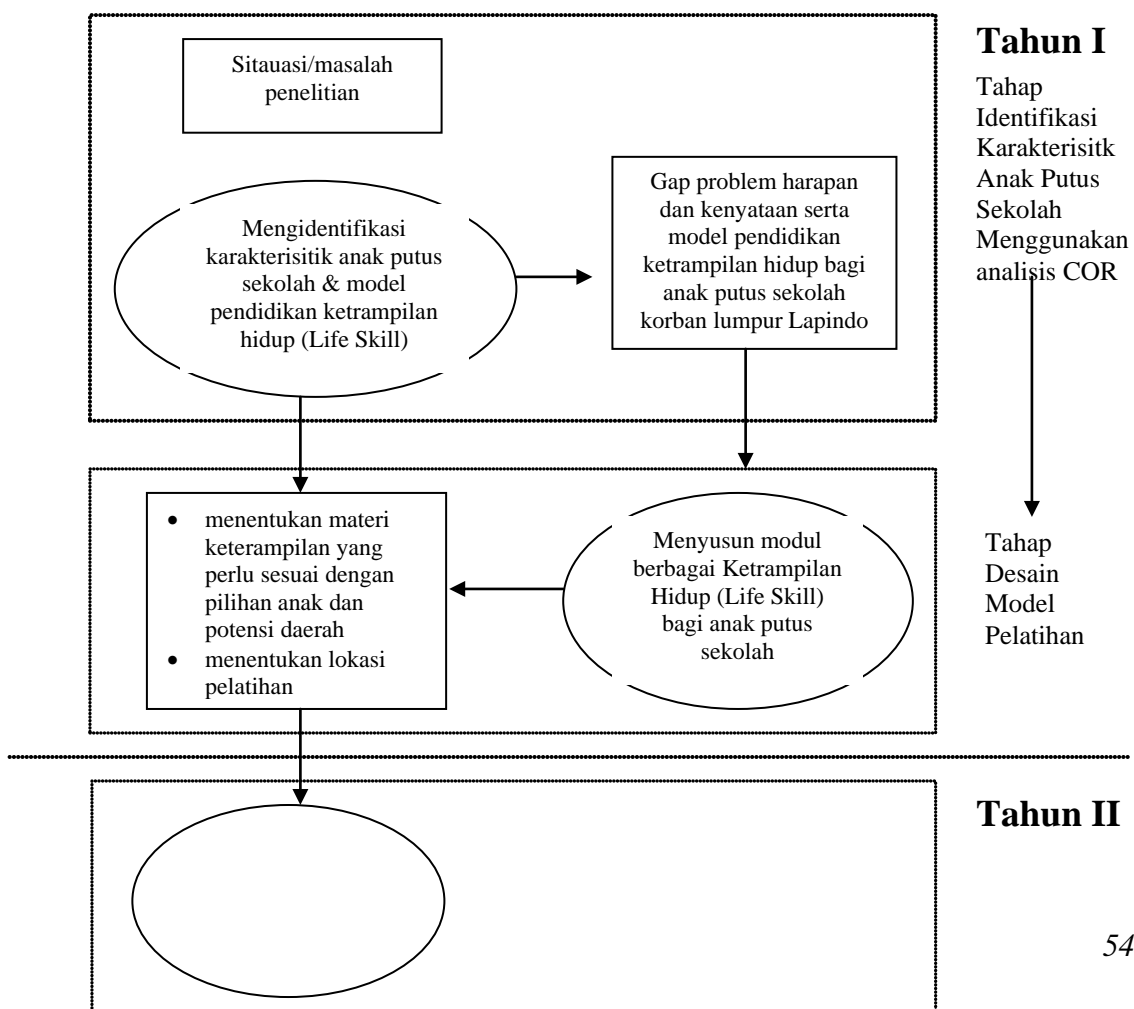 Tahun I
Tahap
Identifikasi
Karakterisitk
Anak Putus
Sekolah
Menggunakan
analisis COR
Sitauasi/masalah
penelitian
Mengidentifikasi
karakterisitik anak putus
sekolah & model
pendidikan ketrampilan
hidup (Life Skill)
Gap problem harapan
dan kenyataan serta
model pendidikan
ketrampilan hidup bagi
anak putus sekolah
korban lumpur Lapindo
• menentukan materi
keterampilan yang
perlu sesuai dengan
pilihan anak dan
potensi daerah
• menentukan lokasi
pelatihan
Menyusun modul
berbagai Ketrampilan
Hidup (Life Skill)
bagi anak putus
sekolah
Tahap
Desain
Model
Pelatihan
Tahun II
54